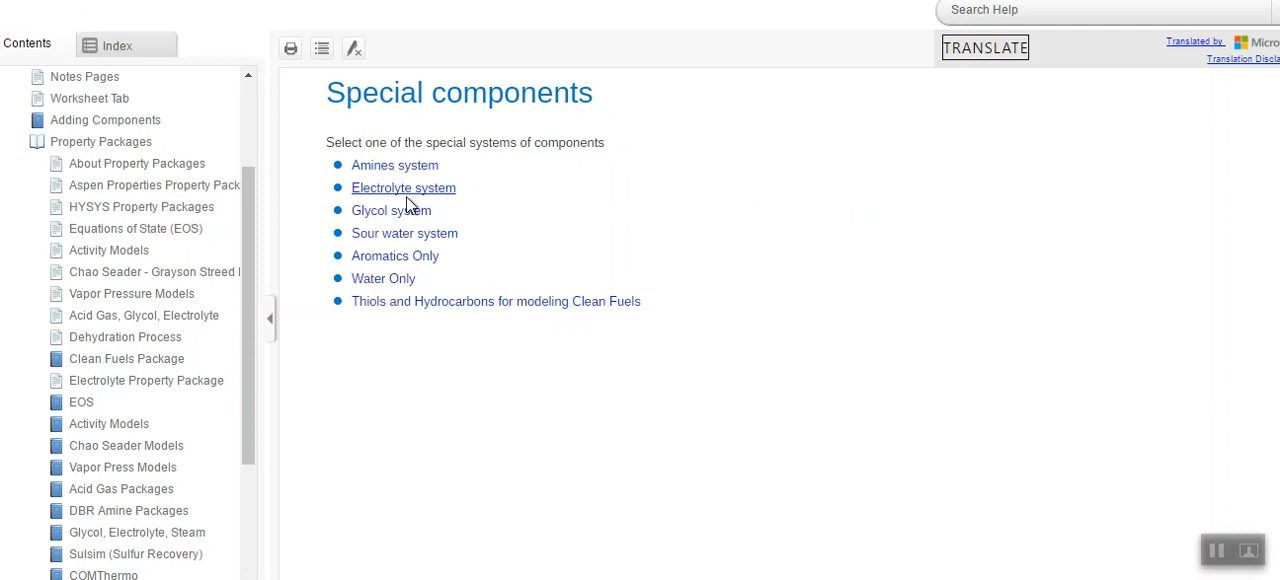 Search Help
Contents
Index
TRANSLATE
Translated by
Micro
Translation Discla
Notes Pages
Worksheet Tab
Adding Components
Property Packages
About Property Packages
Aspen Properties Property Pack
HYSYS Property Packages
Equations of State (EOS)
Activity Models
Chao Seader - Grayson Streed
Vapor Pressure Models
Acid Gas, Glycol, Electrolyte
Dehydration Process
Clean Fuels Package
Electrolyte Property Package
EOS
Activity Models
Chao Seader Models
Vapor Press Models
Acid Gas Packages
DBR Amine Packages
Glycol, Electrolyte, Steam
Sulsim (Sulfur Recovery)
COMThermo
Special components
Select one of the special systems of components
Amines system
Electrolyte system
Glycol system
Sour water system
Aromatics Only
Water Only
Thiols and Hydrocarbons for modeling Clean Fuels